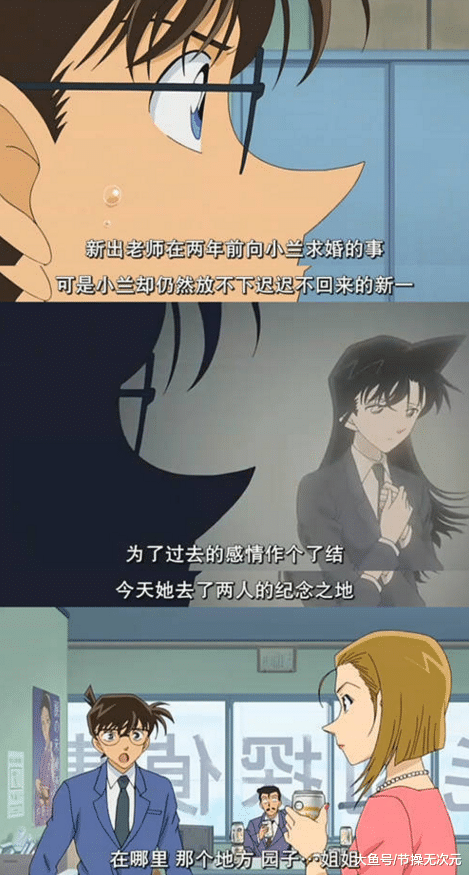 新出老师在两年前向小兰求婚的事
可是小兰却仍然放不下迟迟不回来的新一
为了过去的感情作个了结
今天她去了两人的纪念之地
毛 探偵
在哪里 那个地方 园子…姐姐
大鱼号/节操无次元